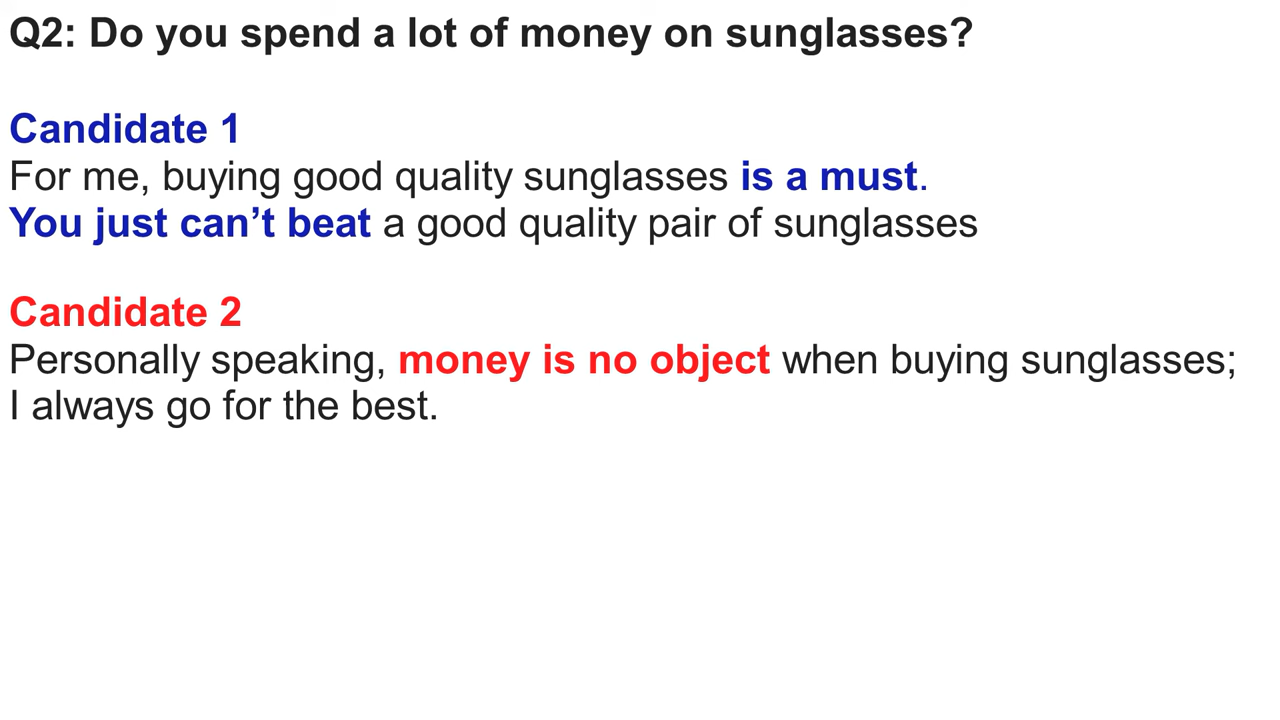 Q2: Do you spend a lot of money on sunglasses?
Candidate 1
For me, buying good quality sunglasses is a must.
You just can’t beat a good quality pair of sunglasses
Candidate 2
Personally speaking, money is no object when buying sunglasses;
I always go for the best.